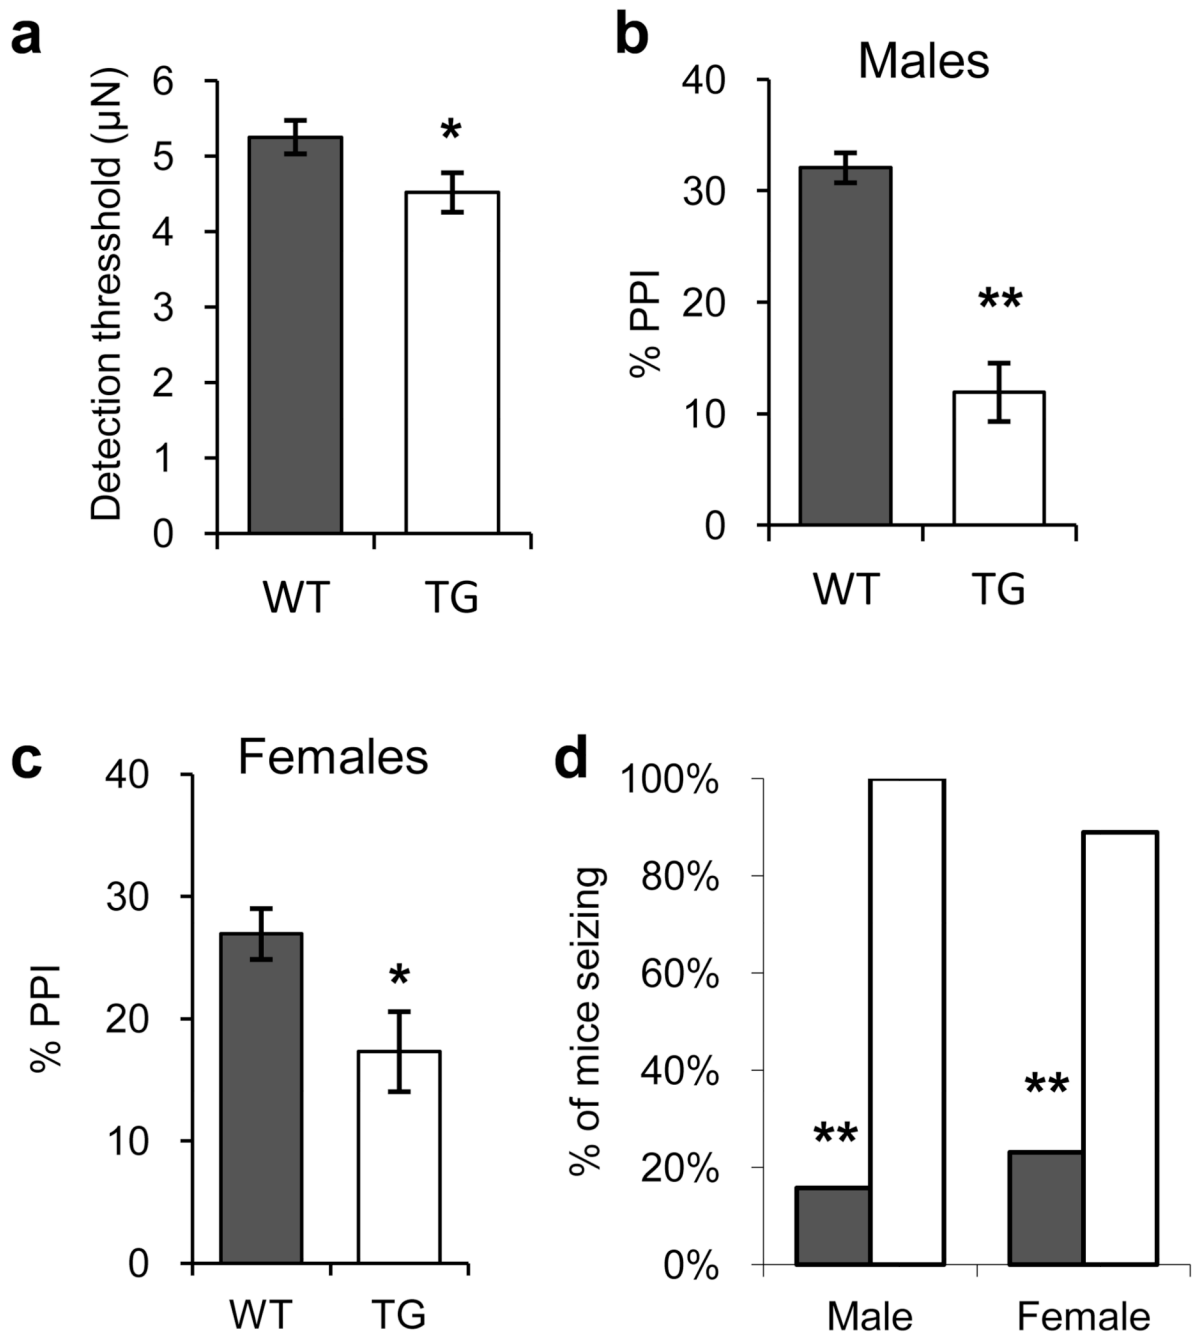 a
Detection thresshold (µN)
6
5
4
3
2
1
0
*
WT TG
b
Males
% PPI
40
30
20
10
0
**
WT TG
c
Females
% PPI
40
30
20
10
0
*
WT TG
d
% of mice seizing
100%
80%
60%
40%
20%
0%
**
**
Male Female